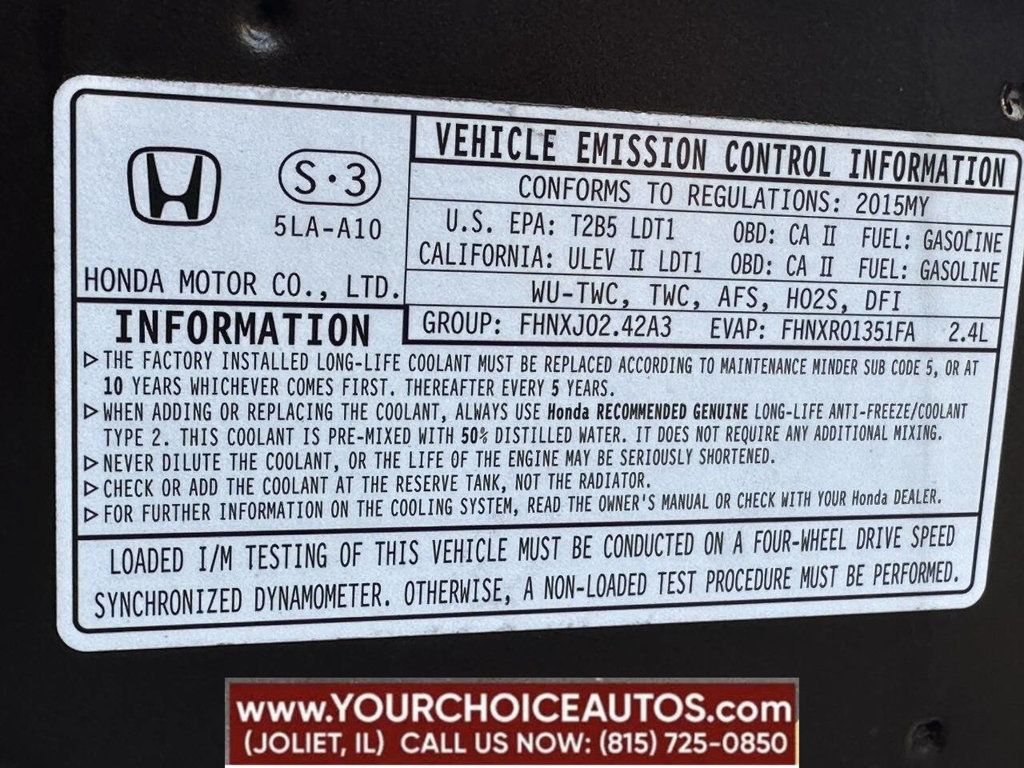 S·3
5LA-A10
HONDA MOTOR CO., LTD.
VEHICLE EMISSION CONTROL INFORMATION
CONFORMS TO REGULATIONS: 2015MY
U.S. EPA: T2B5 LDT1 OBD: CA II FUEL: GASOLINE
CALIFORNIA: ULEV II LDT1 OBD: CA II FUEL: GASOLINE
WU-TWC, TWC, AFS, HO2S, DFI
GROUP: FHNXJ02.42A3 EVAP: FHNXR01351FA 2.4L
INFORMATION
▷THE FACTORY INSTALLED LONG-LIFE COOLANT MUST BE REPLACED ACCORDING TO MAINTENANCE MINDER SUB CODE 5, OR AT
10 YEARS WHICHEVER COMES FIRST. THEREAFTER EVERY 5 YEARS.
▷WHEN ADDING OR REPLACING THE COOLANT, ALWAYS USE Honda RECOMMENDED GENUINE LONG-LIFE ANTI-FREEZE/COOLANT
TYPE 2. THIS COOLANT IS PRE-MIXED WITH 50% DISTILLED WATER. IT DOES NOT REQUIRE ANY ADDITIONAL MIXING.
▷NEVER DILUTE THE COOLANT, OR THE LIFE OF THE ENGINE MAY BE SERIOUSLY SHORTENED.
▷CHECK OR ADD THE COOLANT AT THE RESERVE TANK, NOT THE RADIATOR.
▷FOR FURTHER INFORMATION ON THE COOLING SYSTEM, READ THE OWNER'S MANUAL OR CHECK WITH YOUR Honda DEALER.
LOADED I/M TESTING OF THIS VEHICLE MUST BE CONDUCTED ON A FOUR-WHEEL DRIVE SPEED
SYNCHRONIZED DYNAMOMETER. OTHERWISE, A NON-LOADED TEST PROCEDURE MUST BE PERFORMED.
www.YOURCHOICEAUTOS.com
(JOLIET, IL) CALL US NOW: (815) 725-0850